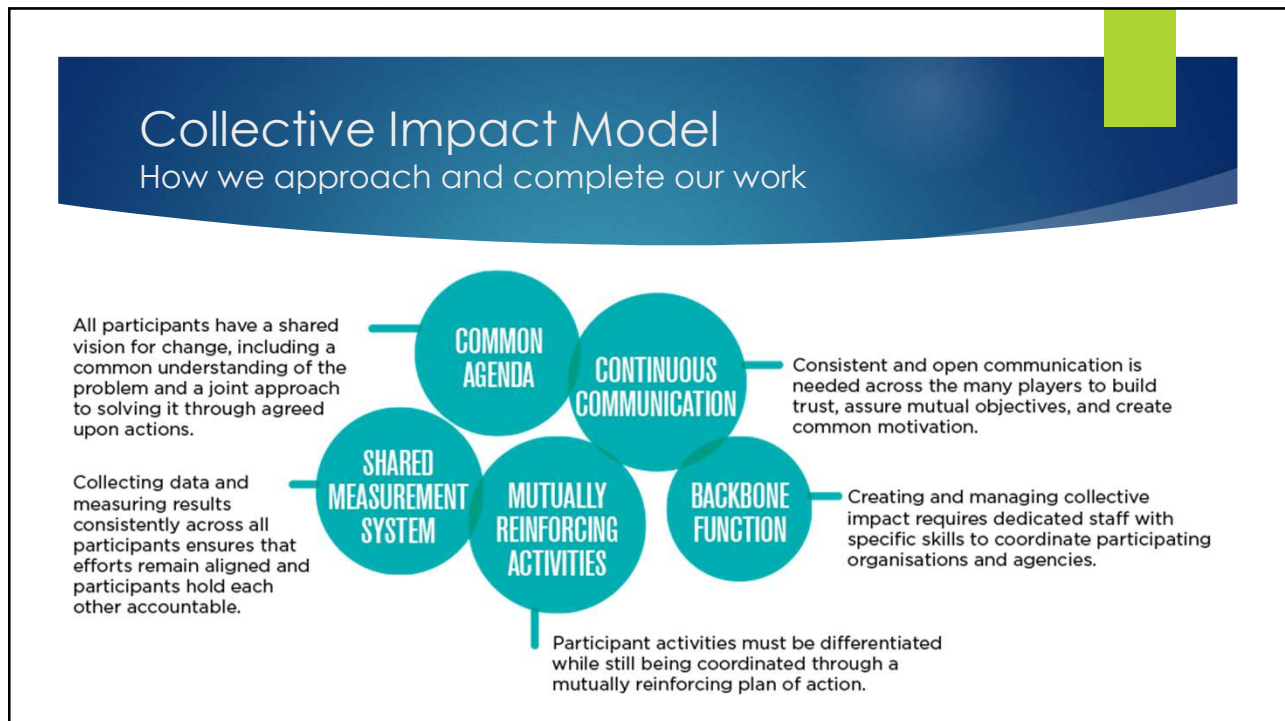 Collective Impact Model
How we approach and complete our work
All participants have a shared
vision for change, including a
common understanding of the
problem and a joint approach
to solving it through agreed
upon actions.
COMMON
AGENDA
CONTINUOUS
COMMUNICATION
Consistent and open communication is
needed across the many players to build
trust, assure mutual objectives, and create
common motivation.
Collecting data and
measuring results
consistently across all
participants ensures that
efforts remain aligned and
participants hold each
other accountable.
SHARED
MEASUREMENT
SYSTEM
MUTUALLY
REINFORCING
ACTIVITIES
BACKBONE
FUNCTION
Creating and managing collective
impact requires dedicated staff with
specific skills to coordinate participating
organisations and agencies.
Participant activities must be differentiated
while still being coordinated through a
mutually reinforcing plan of action.